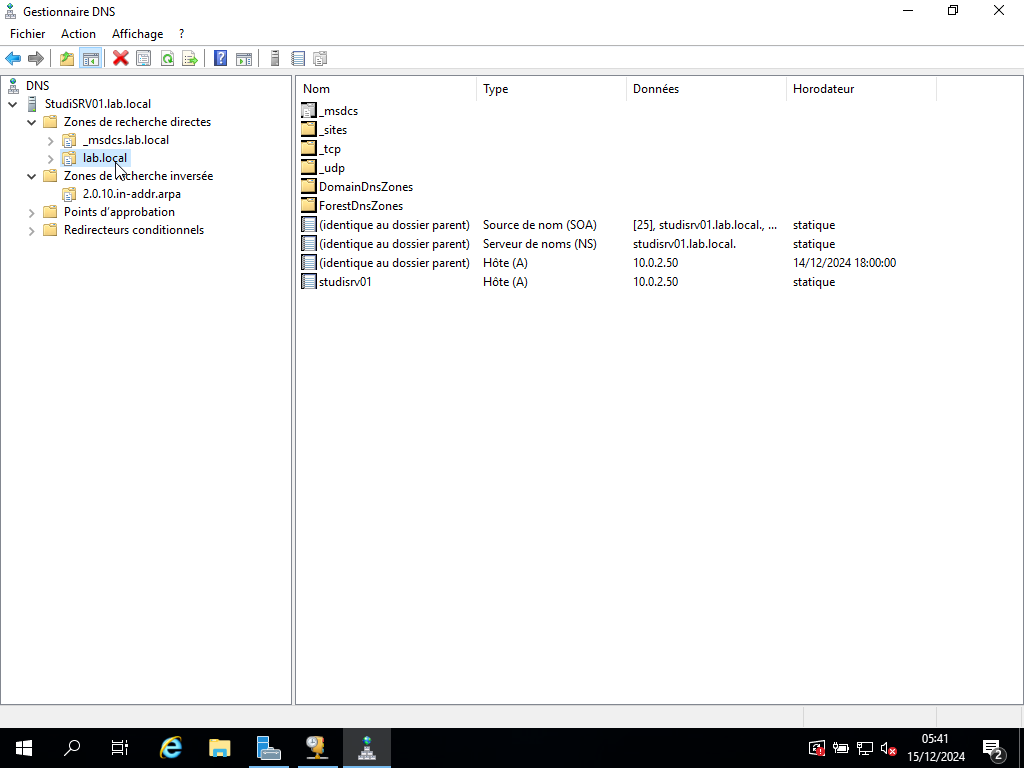 Gestionnaire DNS
Fichier Action Affichage ?
DNS
StudiSRV01.lab.local
Zones de recherche directes
_msdcs.lab.local
lab.local
Zones de recherche inversée
2.0.10.in-addr.arpa
Points d'approbation
Redirecteurs conditionnels
Nom Type Données Horodateur
_msdcs
_sites
_tcp
_udp
DomainDnsZones
ForestDnsZones
(identique au dossier parent) Source de nom (SOA) [25], studisrv01.lab.local., ... statique
(identique au dossier parent) Serveur de noms (NS) studisrv01.lab.local. statique
(identique au dossier parent) Hôte (A) 10.0.2.50 14/12/2024 18:00:00
studisrv01 Hôte (A) 10.0.2.50 statique
05:41
15/12/2024
2